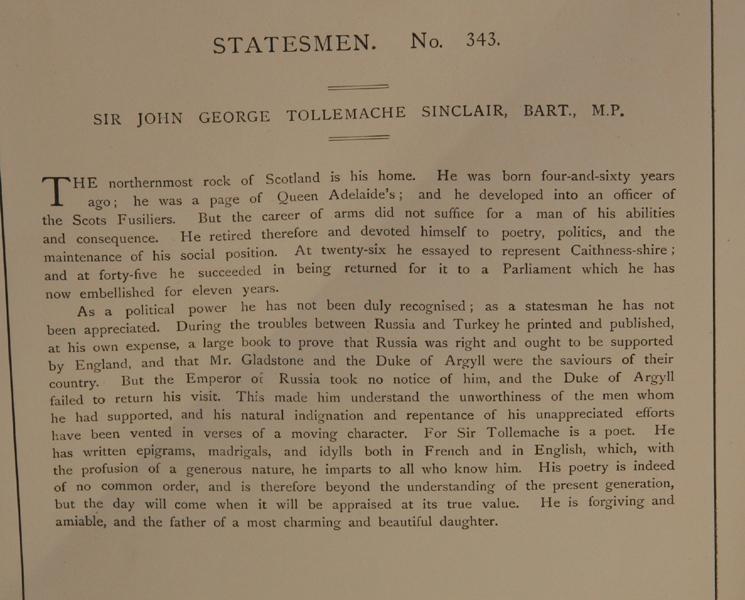 STATESMEN. No. 343.
SIR JOHN GEORGE TOLLEMACHE SINCLAIR, BART., M.P.
THE northernmost rock of Scotland is his home. He was born four-and-sixty years
ago; he was a page of Queen Adelaide's; and he developed into an officer of
the Scots Fusiliers. But the career of arms did not suffice for a man of his abilities
and consequence. He retired therefore and devoted himself to poetry, politics, and the
maintenance of his social position. At twenty-six he essayed to represent Caithness-shire;
and at forty-five he succeeded in being returned for it to a Parliament which he has
now embellished for eleven years.
As a political power he has not been duly recognised; as a statesman he has not
been appreciated. During the troubles between Russia and Turkey he printed and published,
at his own expense, a large book to prove that Russia was right and ought to be supported
by England, and that Mr. Gladstone and the Duke of Argyll were the saviours of their
country. But the Emperor of Russia took no notice of him, and the Duke of Argyll
failed to return his visit. This made him understand the unworthiness of the men whom
he had supported, and his natural indignation and repentance of his unappreciated efforts
have been vented in verses of a moving character. For Sir Tollemache is a poet. He
has written epigrams, madrigals, and idylls both in French and in English, which, with
the profusion of a generous nature, he imparts to all who know him. His poetry is indeed
of no common order, and is therefore beyond the understanding of the present generation,
but the day will come when it will be appraised at its true value. He is forgiving and
amiable, and the father of a most charming and beautiful daughter.